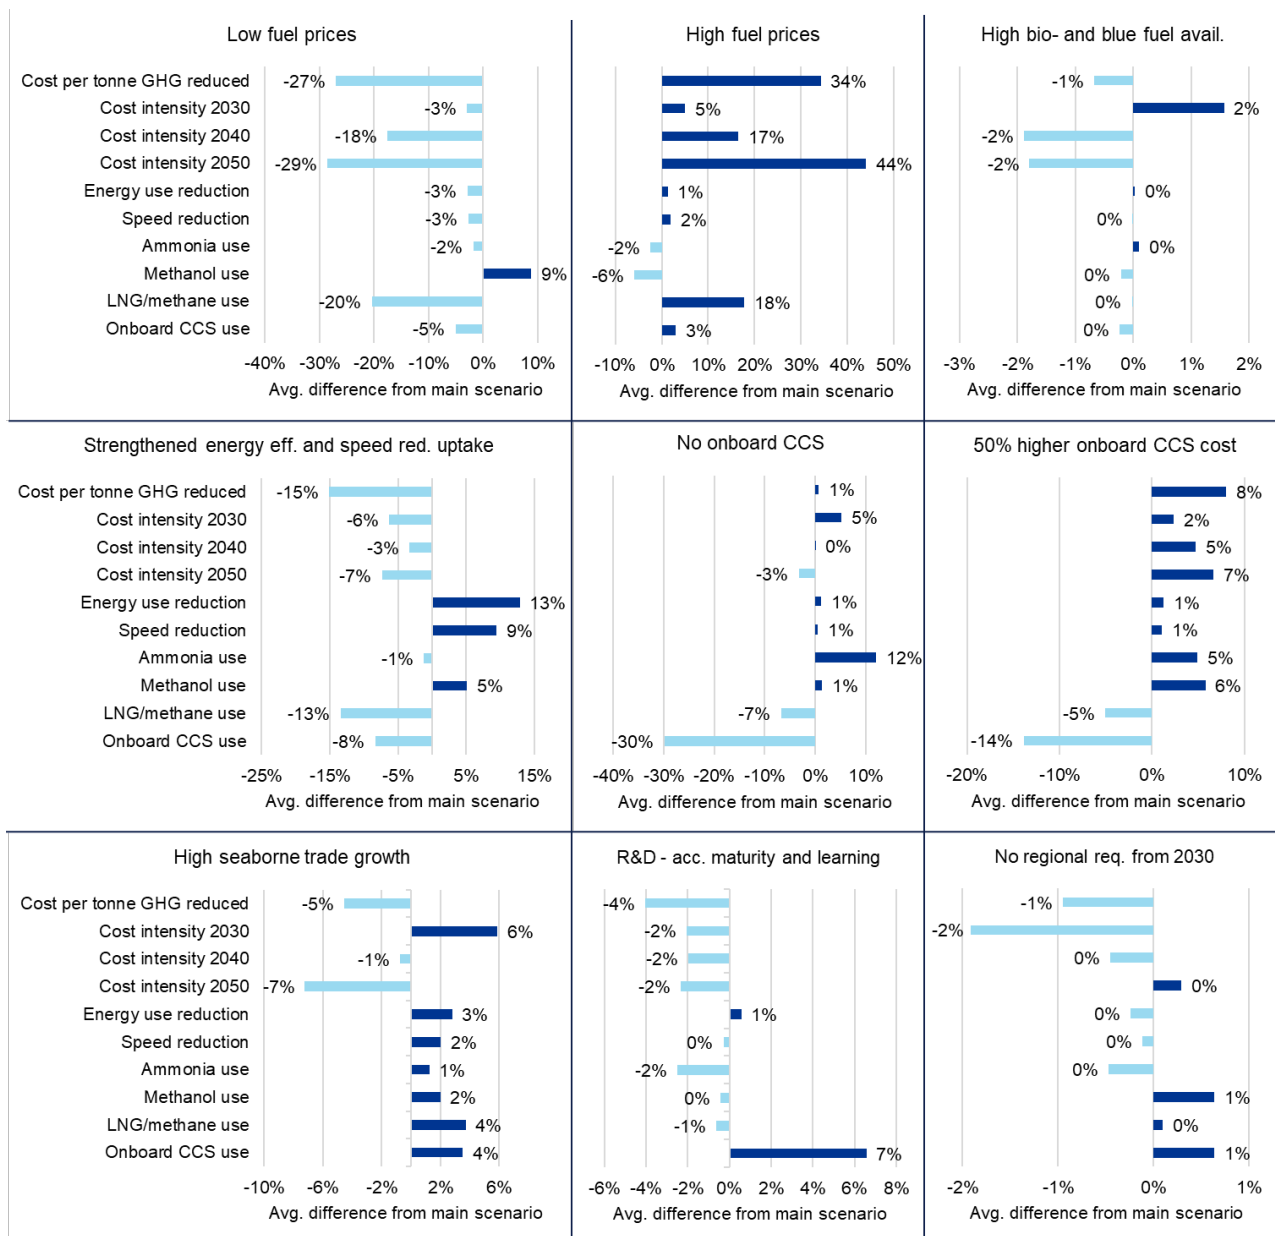 Low fuel prices
Cost per tonne GHG reduced -27%
Cost intensity 2030 -3%
Cost intensity 2040 -18%
Cost intensity 2050 -29%
Energy use reduction -3%
Speed reduction -3%
Ammonia use -2%
Methanol use 9%
LNG/methane use -20%
Onboard CCS use -5%
-40% -30% -20% -10% 0% 10%
Avg. difference from main scenario
High fuel prices
34%
5%
17%
44%
1%
2%
-2%
-6%
18%
3%
-10% 0% 10% 20% 30% 40% 50%
Avg. difference from main scenario
High bio- and blue fuel avail.
-1%
2%
-2%
-2%
0%
0%
0%
0%
0%
0%
-3% -2% -1% 0% 1% 2%
Avg. difference from main scenario
Strengthened energy eff. and speed red. uptake
Cost per tonne GHG reduced -15%
Cost intensity 2030 -6%
Cost intensity 2040 -3%
Cost intensity 2050 -7%
Energy use reduction 13%
Speed reduction 9%
Ammonia use -1%
Methanol use 5%
LNG/methane use -13%
Onboard CCS use -8%
-25% -15% -5% 5% 15%
Avg. difference from main scenario
No onboard CCS
1%
5%
0%
-3%
1%
1%
12%
1%
-7%
-30%
-40% -30% -20% -10% 0% 10%
Avg. difference from main scenario
50% higher onboard CCS cost
8%
2%
5%
7%
1%
1%
5%
6%
-5%
-14%
-20% -10% 0% 10%
Avg. difference from main scenario
High seaborne trade growth
Cost per tonne GHG reduced -5%
Cost intensity 2030 6%
Cost intensity 2040 -1%
Cost intensity 2050 -7%
Energy use reduction 3%
Speed reduction 2%
Ammonia use 1%
Methanol use 2%
LNG/methane use 4%
Onboard CCS use 4%
-10% -6% -2% 2% 6%
Avg. difference from main scenario
R&D - acc. maturity and learning
-4%
-2%
-2%
-2%
1%
0%
-2%
0%
-1%
7%
-6% -4% -2% 0% 2% 4% 6% 8%
Avg. difference from main scenario
No regional req. from 2030
-1%
-2%
0%
0%
0%
0%
0%
1%
0%
1%
-2% -1% 0% 1%
Avg. difference from main scenario